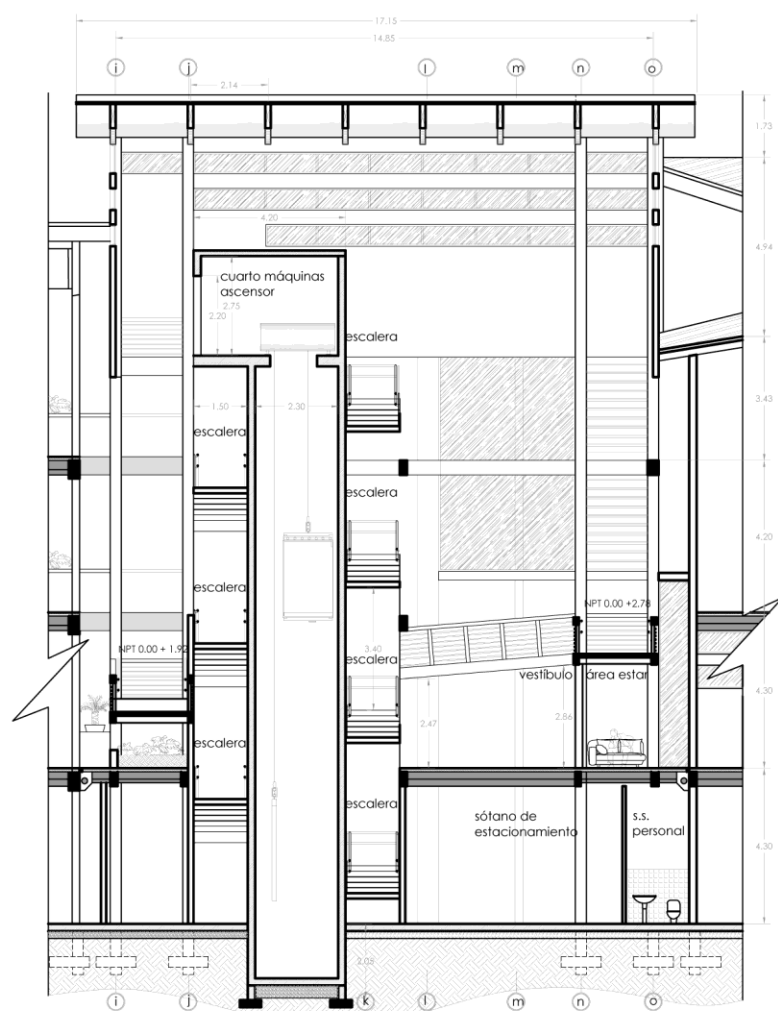 17.15
14.85
i j l m n o
2.14
1.73
4.20
4.94
cuarto máquinas
ascensor
2.75
2.20
escalera
3.43
1.50
2.30
escalera
escalera
4.20
escalera
NPT 0.00 +2.78
3.40
NPT 0.00 + 1.92
escalera
vestíbulo
área estar
4.30
2.47
2.86
escalera
escalera
sótano de
estacionamiento
s.s.
personal
4.30
2.05
i j k l m n o